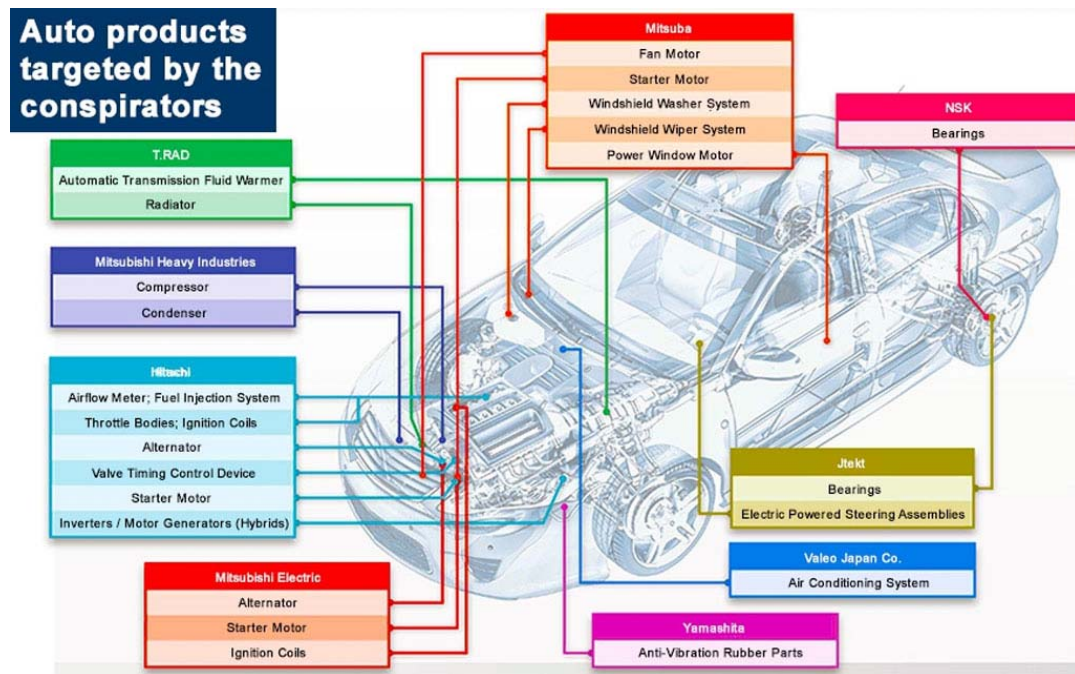 Auto products
targeted by the
conspirators
Mitsuba
Fan Motor
Starter Motor
Windshield Washer System
Windshield Wiper System
Power Window Motor
NSK
Bearings
T.RAD
Automatic Transmission Fluid Warmer
Radiator
Mitsubishi Heavy Industries
Compressor
Condenser
Hitachi
Airflow Meter; Fuel Injection System
Throttle Bodies; Ignition Coils
Alternator
Valve Timing Control Device
Starter Motor
Inverters / Motor Generators (Hybrids)
Jtekt
Bearings
Electric Powered Steering Assemblies
Valeo Japan Co.
Air Conditioning System
Mitsubishi Electric
Alternator
Starter Motor
Ignition Coils
Yamashita
Anti-Vibration Rubber Parts